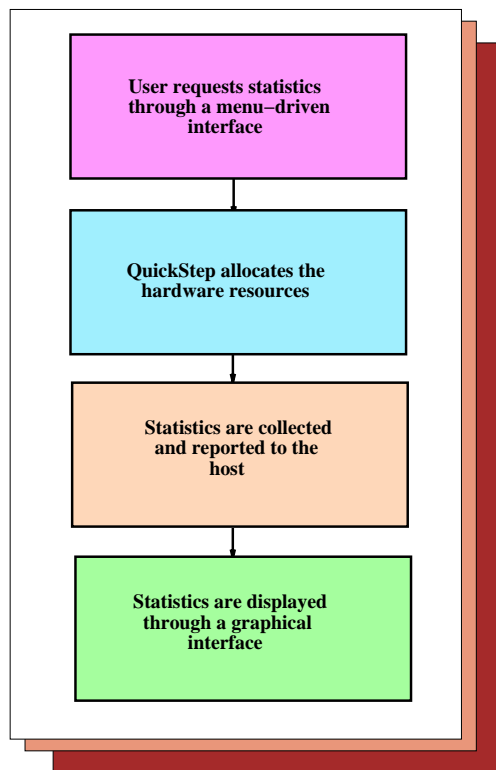 User requests statistics
through a menu−driven
interface
QuickStep allocates the
hardware resources
Statistics are collected
and reported to the
host
Statistics are displayed
through a graphical
interface